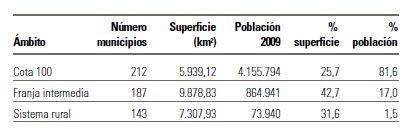 Ámbito Número municipios Superficie (km²) Población 2009 % superficie % población
Cota 100 212 5.939,12 4.155.794 25,7 81,6
Franja intermedia 187 9.878,83 864.941 42,7 17,0
Sistema rural 143 7.307,93 73.940 31,6 1,5